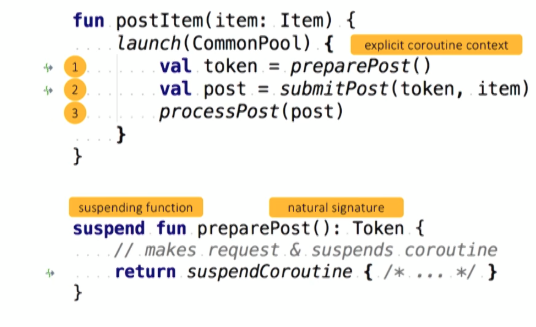 fun postItem(item: Item) {
launch(CommonPool) { explicit coroutine context
1 val token = preparePost()
2 val post = submitPost(token, item)
3 processPost(post)
}
}
suspending function natural signature
suspend fun preparePost(): Token {
// makes request & suspends coroutine
return suspendCoroutine { /* ... */ }
}